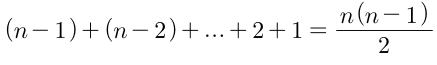 (n − 1) + (n − 2) + ... + 2 + 1 = n(n − 1) / 2